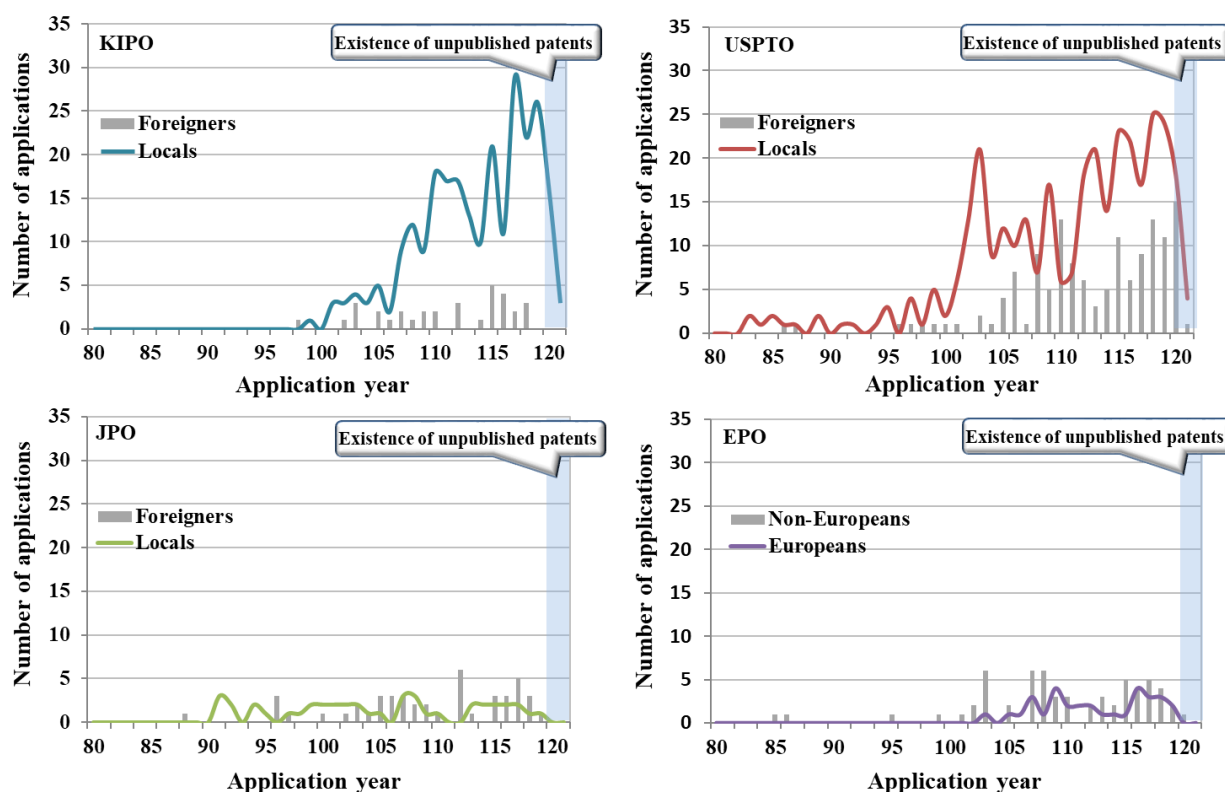 KIPO
Existence of unpublished patents
Number of applications
35
30
25
20
15
10
5
0
Foreigners
Locals
80 85 90 95 100 105 110 115 120
Application year
USPTO
Existence of unpublished patents
Number of applications
35
30
25
20
15
10
5
0
Foreigners
Locals
80 85 90 95 100 105 110 115 120
Application year
JPO
Existence of unpublished patents
Number of applications
35
30
25
20
15
10
5
0
Foreigners
Locals
80 85 90 95 100 105 110 115 120
Application year
EPO
Existence of unpublished patents
Number of applications
35
30
25
20
15
10
5
0
Non-Europeans
Europeans
80 85 90 95 100 105 110 115 120
Application year